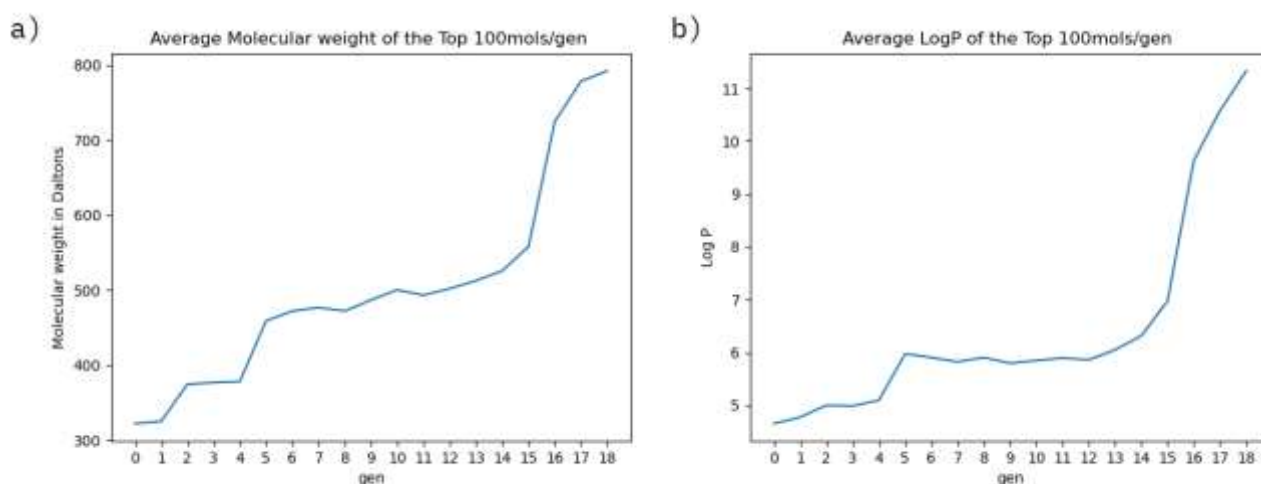 a)
Average Molecular weight of the Top 100mols/gen
Molecular weight in Daltons
800
700
600
500
400
300
0 1 2 3 4 5 6 7 8 9 10 11 12 13 14 15 16 17 18
gen
b)
Average LogP of the Top 100mols/gen
Log P
11
10
9
8
7
6
5
0 1 2 3 4 5 6 7 8 9 10 11 12 13 14 15 16 17 18
gen